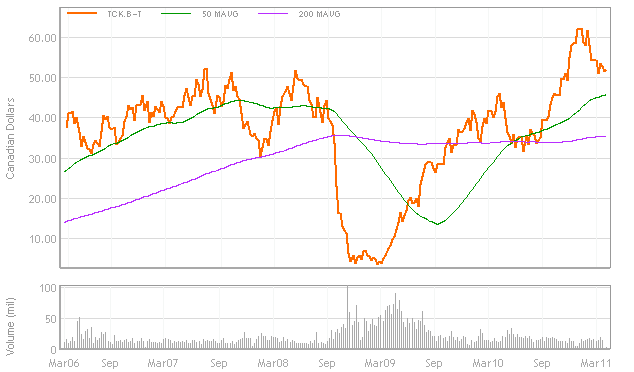 TCK.B-T 50 MAVG 200 MAVG
Canadian Dollars
60.00
50.00
40.00
30.00
20.00
10.00
Volume (mil)
100
50
0
Mar06 Sep Mar07 Sep Mar08 Sep Mar09 Sep Mar10 Sep Mar11